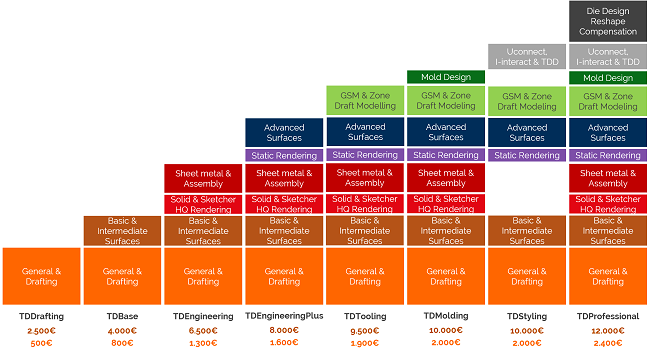 Die Design
Reshape
Compensation
Uconnect,
I-interact & TDD
Uconnect,
I-interact & TDD
Mold Design
Mold Design
GSM & Zone
Draft Modelling
GSM & Zone
Draft Modelling
GSM & Zone
Draft Modelling
GSM & Zone
Draft Modelling
Advanced
Surfaces
Advanced
Surfaces
Advanced
Surfaces
Advanced
Surfaces
Advanced
Surfaces
Static Rendering
Static Rendering
Static Rendering
Static Rendering
Static Rendering
Sheet metal &
Assembly
Sheet metal &
Assembly
Sheet metal &
Assembly
Sheet metal &
Assembly
Sheet metal &
Assembly
Solid & Sketcher
HQ Rendering
Solid & Sketcher
HQ Rendering
Solid & Sketcher
HQ Rendering
Solid & Sketcher
HQ Rendering
Solid & Sketcher
HQ Rendering
Basic &
Intermediate
Surfaces
Basic &
Intermediate
Surfaces
Basic &
Intermediate
Surfaces
Basic &
Intermediate
Surfaces
Basic &
Intermediate
Surfaces
Basic &
Intermediate
Surfaces
Basic &
Intermediate
Surfaces
General &
Drafting
General &
Drafting
General &
Drafting
General &
Drafting
General &
Drafting
General &
Drafting
General &
Drafting
General &
Drafting
TDDrafting TDBase TDEngineering TDEngineeringPlus TDTooling TDMolding TDStyling TDProfessional
2.500€ 4.000€ 6.500€ 8.000€ 9.500€ 10.000€ 10.000€ 12.000€
500€ 800€ 1.300€ 1.600€ 1.900€ 2.000€ 2.000€ 2.400€